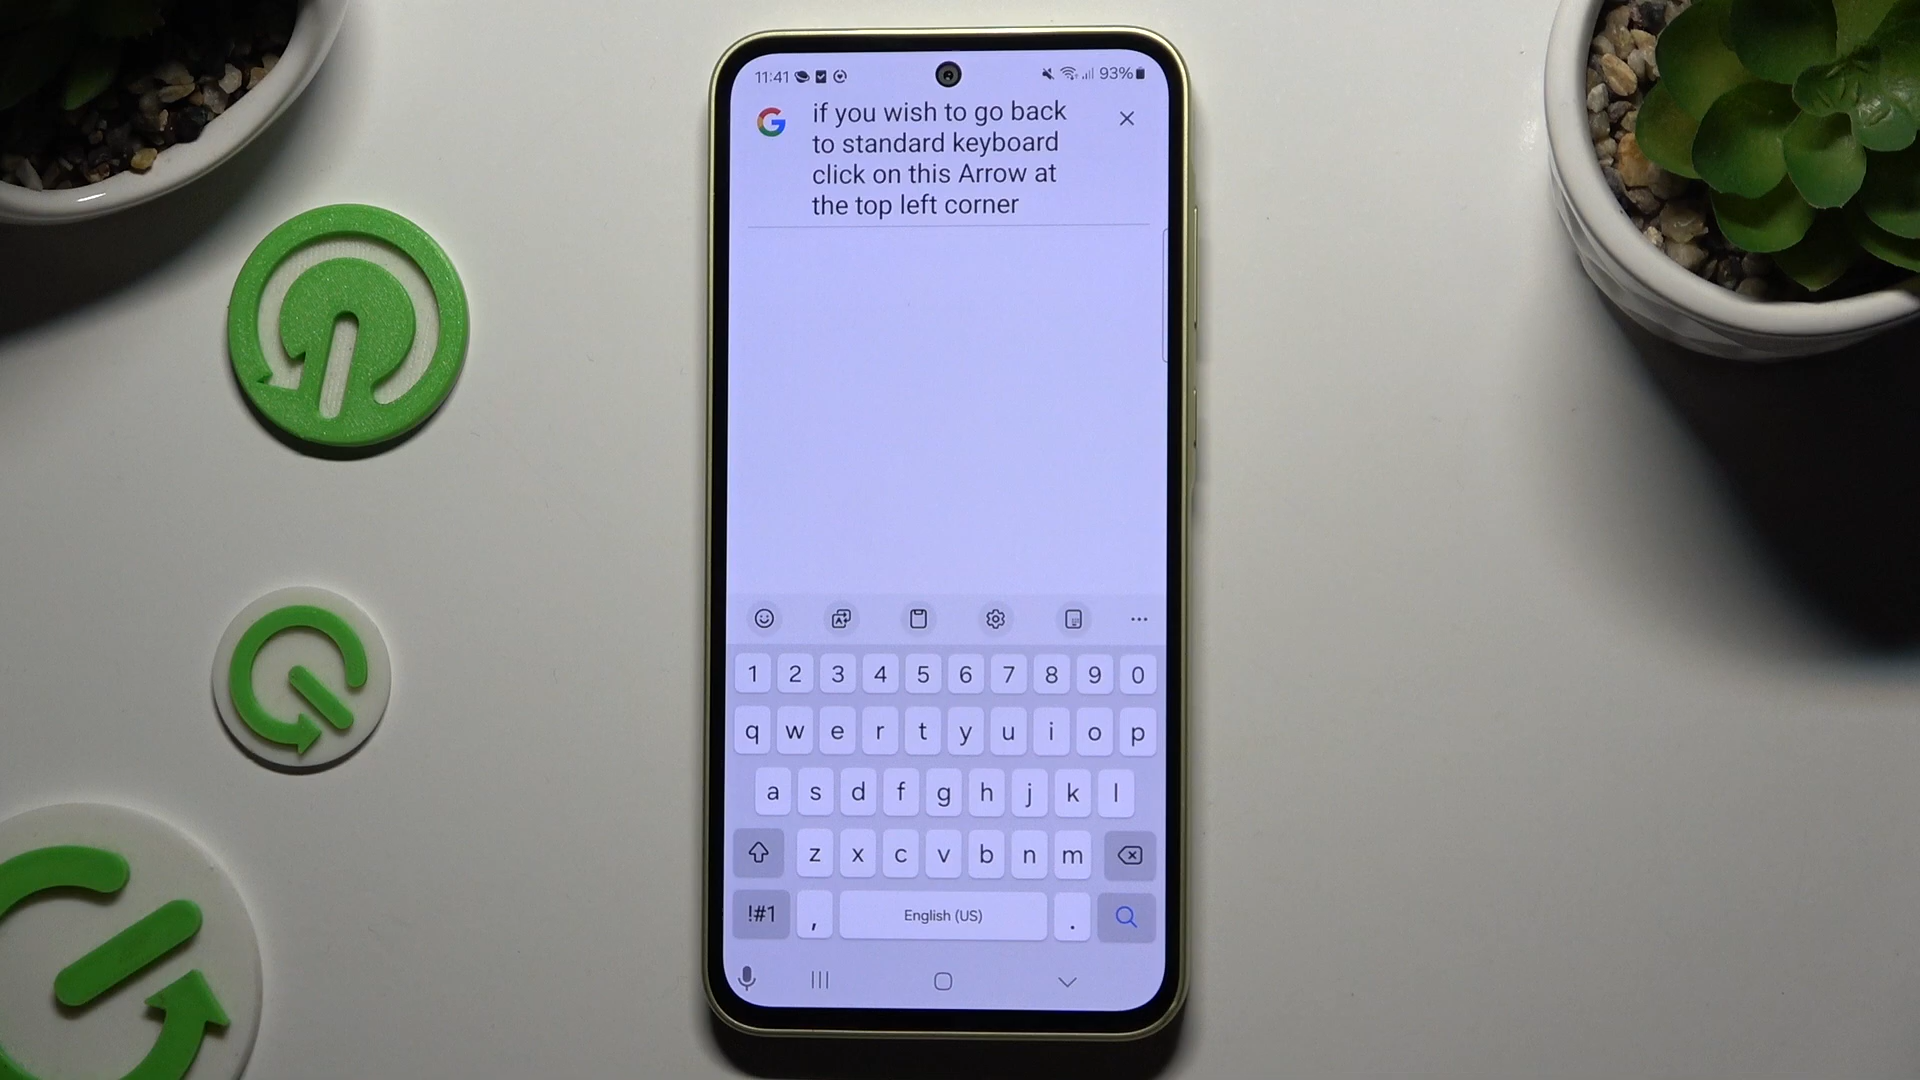 11:41 93%
if you wish to go back
to standard keyboard
click on this Arrow at
the top left corner
1 2 3 4 5 6 7 8 9 0
q w e r t y u i o p
a s d f g h j k l
z x c v b n m
!#1 , English (US) .